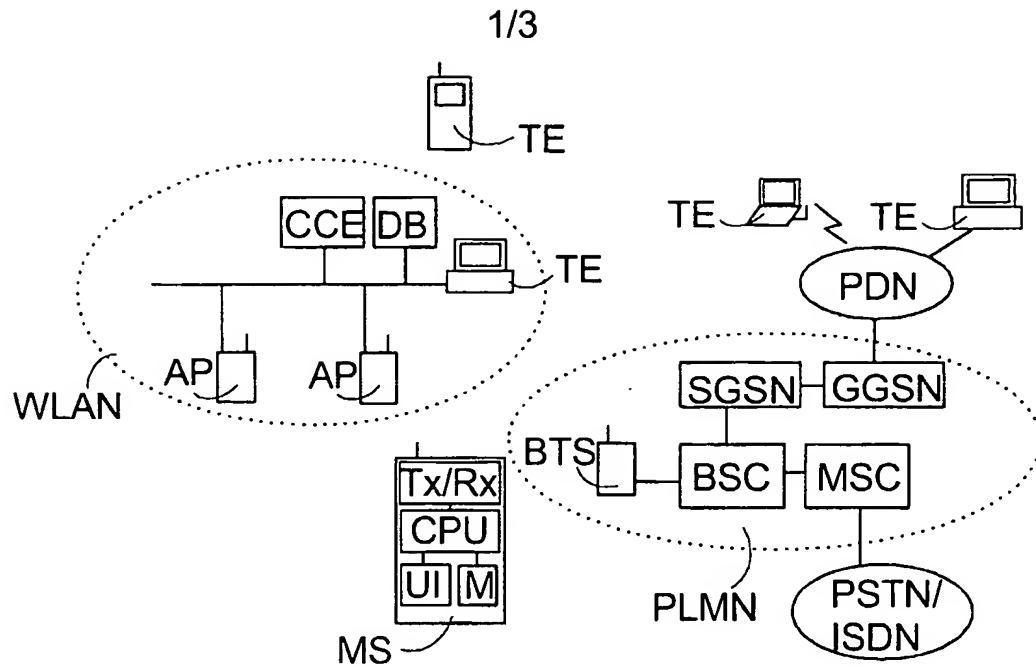 1/3
TE
CCE DB
TE
TE TE
PDN
AP AP
WLAN
SGSN GGSN
BTS
BSC MSC
Tx/Rx
CPU
UI M
MS
PLMN
PSTN/
ISDN